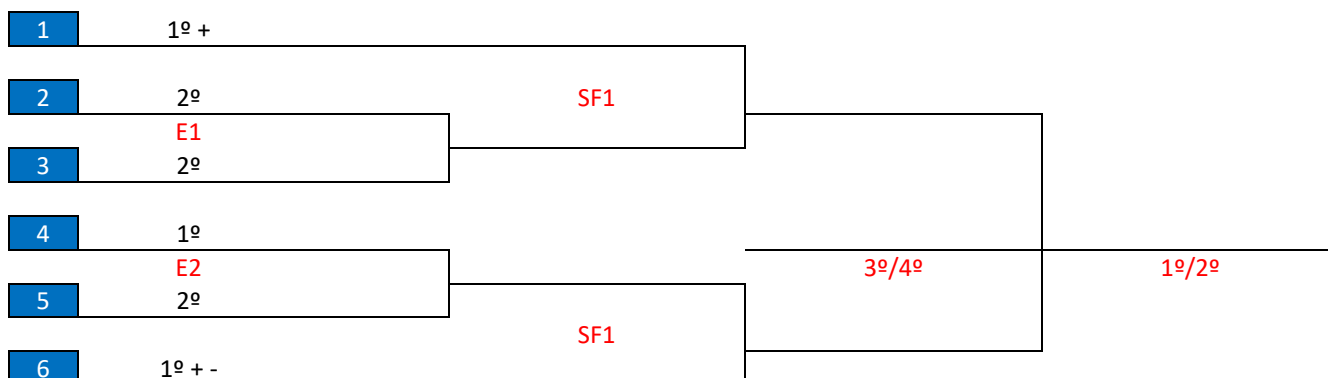 1 1º +
2 2º SF1
E1
3 2º
4 1º
E2 3º/4º 1º/2º
5 2º
SF1
6 1º + -